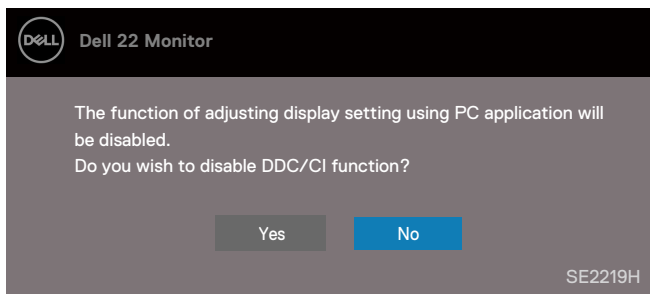 DELL Dell 22 Monitor
The function of adjusting display setting using PC application will
be disabled.
Do you wish to disable DDC/CI function?
Yes No
SE2219H